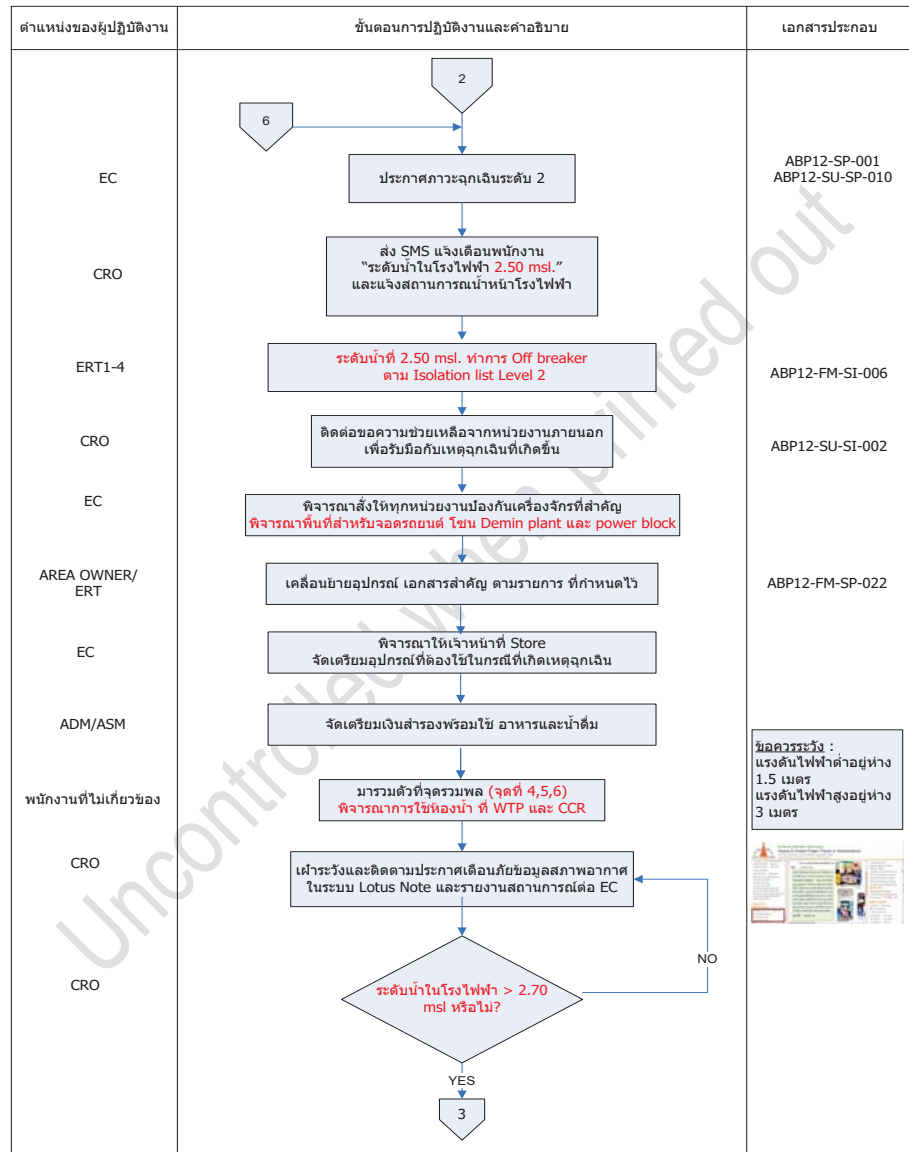 ตำแหน่งของผู้ปฏิบัติงาน
ขั้นตอนการปฏิบัติงานและคำอธิบาย
เอกสารประกอบ
2
6
EC
ประกาศภาวะฉุกเฉินระดับ 2
ABP12-SP-001
ABP12-SU-SP-010
CRO
ส่ง SMS แจ้งเตือนพนักงาน
“ระดับน้ำในโรงไฟฟ้า 2.50 msl.”
และแจ้งสถานการณน้ำหน้าโรงไฟฟ้า
ERT1-4
ระดับน้ำที่ 2.50 msl. ทำการ Off breaker
ตาม Isolation list Level 2
ABP12-FM-SI-006
CRO
ติดต่อขอความช่วยเหลือจากหน่วยงานภายนอก
เพื่อรับมือกับเหตุฉุกเฉินที่เกิดขึ้น
ABP12-SU-SI-002
EC
พิจารณาสั่งให้ทุกหน่วยงานป้องกันเครื่องจักรที่สำคัญ
พิจารณาพื้นที่สำหรับจอดรถยนต์ โซน Demin plant และ power block
AREA OWNER/
ERT
เคลื่อนย้ายอุปกรณ์ เอกสารสำคัญ ตามรายการ ที่กำหนดไว้
ABP12-FM-SP-022
EC
พิจารณาให้เจ้าหน้าที่ Store
จัดเตรียมอุปกรณ์ที่ต้องใช้ในกรณีที่เกิดเหตุฉุกเฉิน
ADM/ASM
จัดเตรียมเงินสำรองพร้อมใช้ อาหารและน้ำดื่ม
ข้อควรระวัง :
แรงดันไฟฟ้าต่ำอยู่ห่าง
1.5 เมตร
แรงดันไฟฟ้าสูงอยู่ห่าง
3 เมตร
พนักงานที่ไม่เกี่ยวข้อง
มารวมตัวที่จุดรวมพล (จุดที่ 4,5,6)
พิจารณาการใช้ห้องน้ำ ที่ WTP และ CCR
CRO
เฝ้าระวังและติดตามประกาศเตือนภัยข้อมูลสภาพอากาศ
ในระบบ Lotus Note และรายงานสถานการณ์ต่อ EC
NO
CRO
ระดับน้ำในโรงไฟฟ้า > 2.70
msl หรือไม่?
YES
3
Uncontrolled when printed out